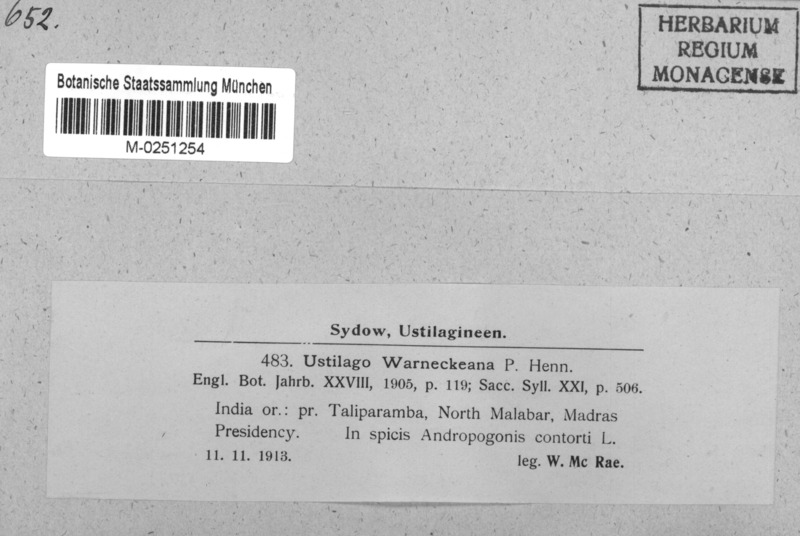 652.
HERBARIUM
REGIUM
MONACENSE
Botanische Staatssammlung München
M-0251254
Sydow, Ustilagineen.
483. Ustilago Warneckeana P. Henn.
Engl. Bot. Jahrb. XXVIII, 1905, p. 119; Sacc. Syll. XXI, p. 506.
India or.: pr. Taliparamba, North Malabar, Madras
Presidency. In spicis Andropogonis contorti L.
11. 11. 1913. leg. W. Mc Rae.